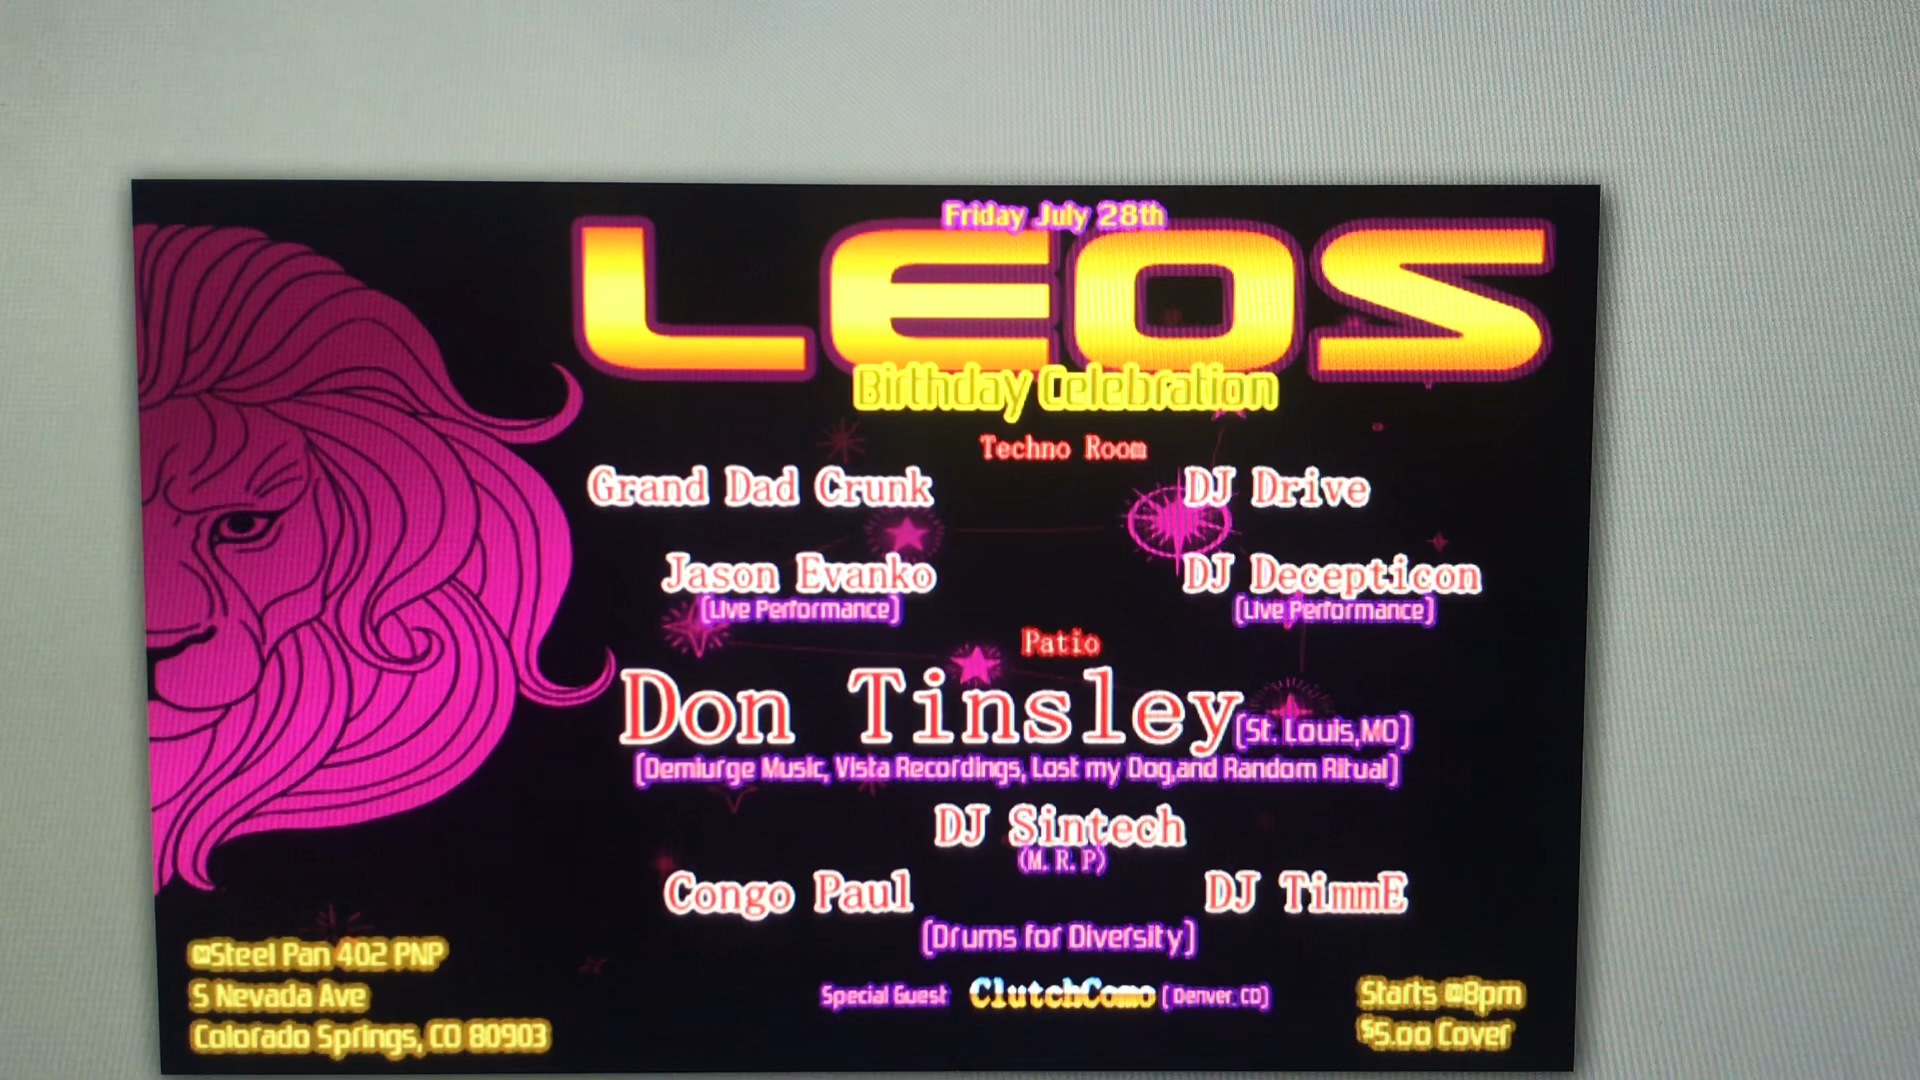 Friday July 28th
LEOS
Birthday Celebration
Techno Room
Grand Dad Crunk DJ Drive
Jason Evanko DJ Decepticon
(Live Performance) (Live Performance)
Patio
Don Tinsley (St. Louis,MO)
(Demiurge Music, Vista Recordings, Lost my Dog,and Random Ritual)
DJ Sintech
(M.R.P)
Congo Paul DJ TimmE
(Drums for Diversity)
Special Guest ClutchComo (Denver. CO)
@Steel Pan 402 PNP
S Nevada Ave
Colorado Springs, CO 80903
Starts @8pm
$5.00 Cover